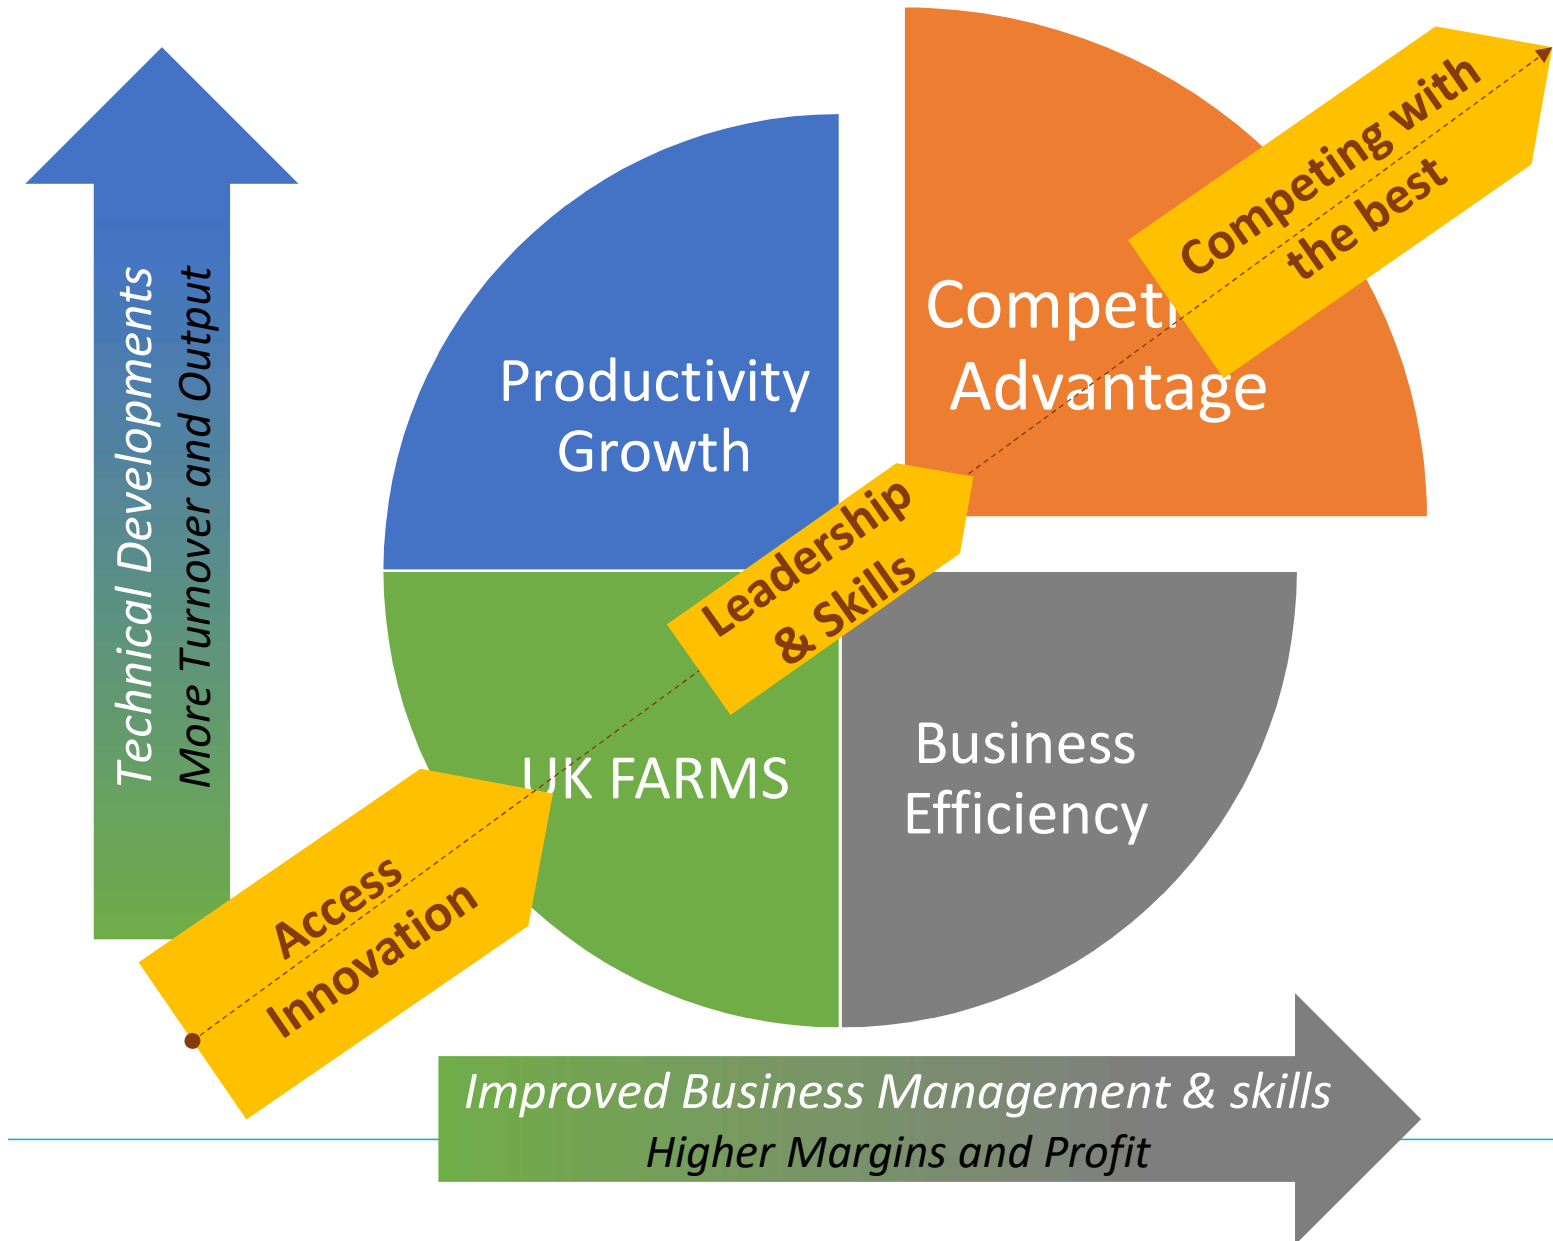 Technical Developments
More Turnover and Output
Productivity
Growth
Advantage
Competing with
the best
Leadership
& Skills
UK FARMS
Business
Efficiency
Access
Innovation
Improved Business Management & skills
Higher Margins and Profit